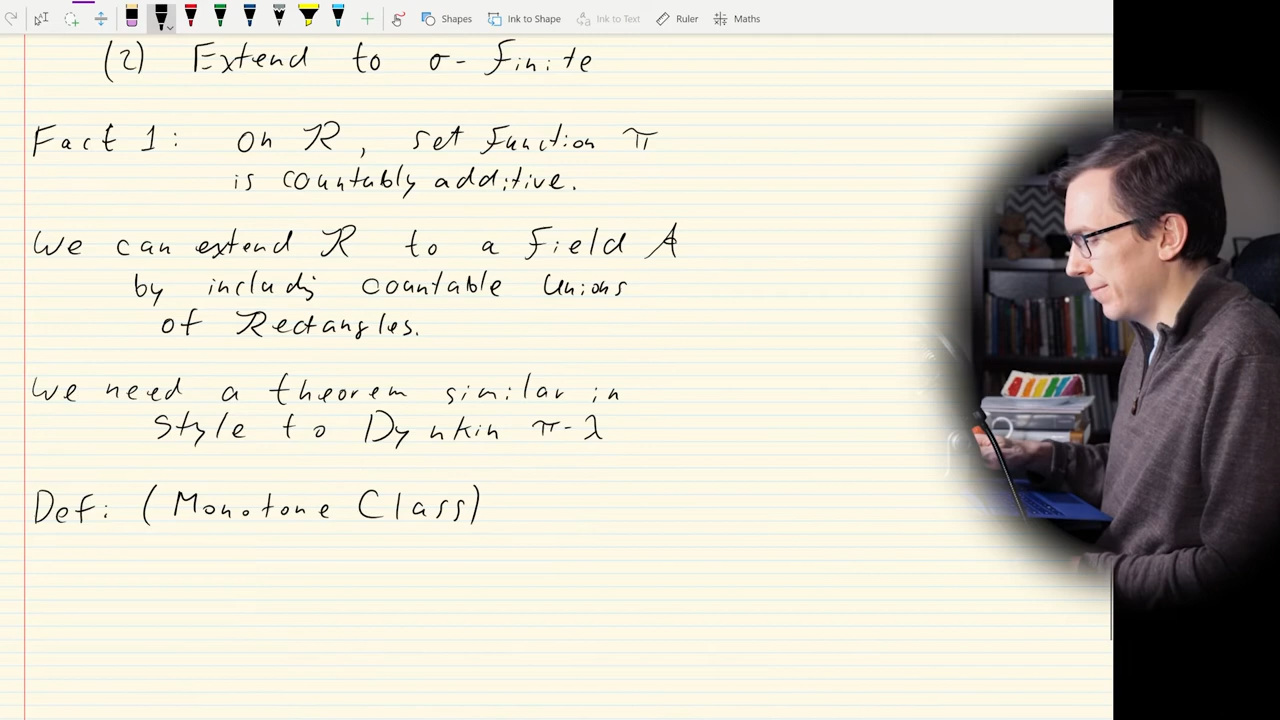 Shapes Ink to Shape Ink to Text Ruler Maths
(2) Extend to σ-finite
Fact 1: On R, set function π
is countably additive.
We can extend R to a field A
by includig countable Unions
of Rectangles.
We need a theorem similar in
Style to Dynkin π-λ
Def: (Monotone Class)